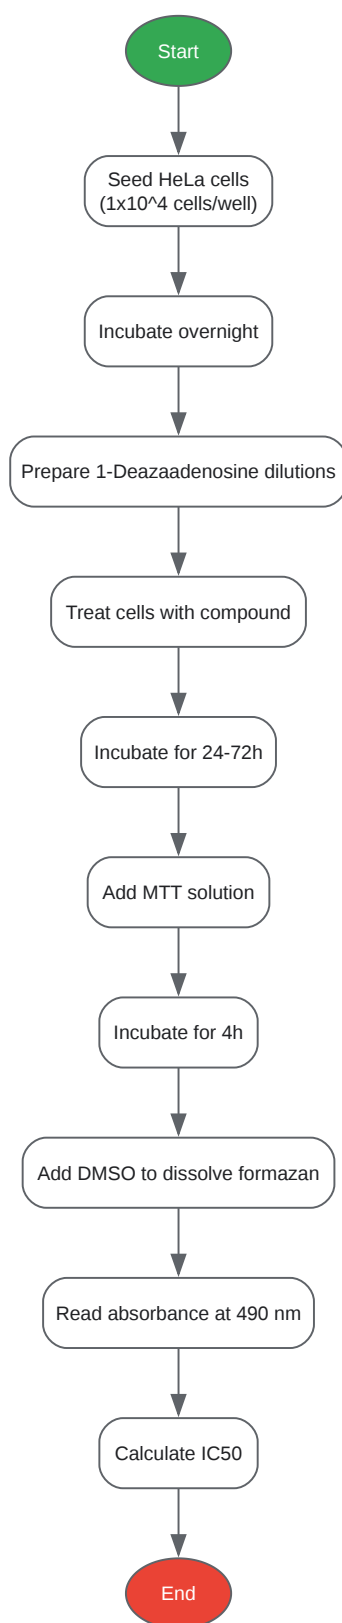 Start
Seed HeLa cells
(1x10^4 cells/well)
Incubate overnight
Prepare 1-Deazaadenosine dilutions
Treat cells with compound
Incubate for 24-72h
Add MTT solution
Incubate for 4h
Add DMSO to dissolve formazan
Read absorbance at 490 nm
Calculate IC50
End